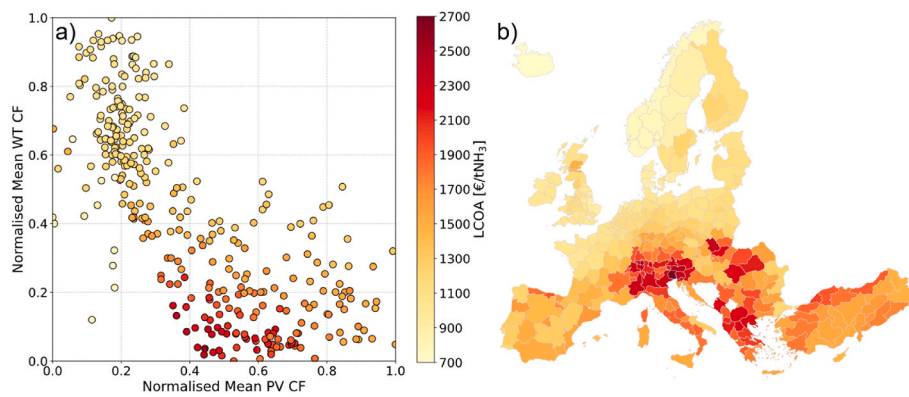 a)
1.0
0.8
0.6
0.4
0.2
0.0
Normalised Mean WT CF
0.0 0.2 0.4 0.6 0.8 1.0
Normalised Mean PV CF
2700
2500
2300
2100
1900
1700
1500
1300
1100
900
700
LCOA [€/tNH₃]
b)